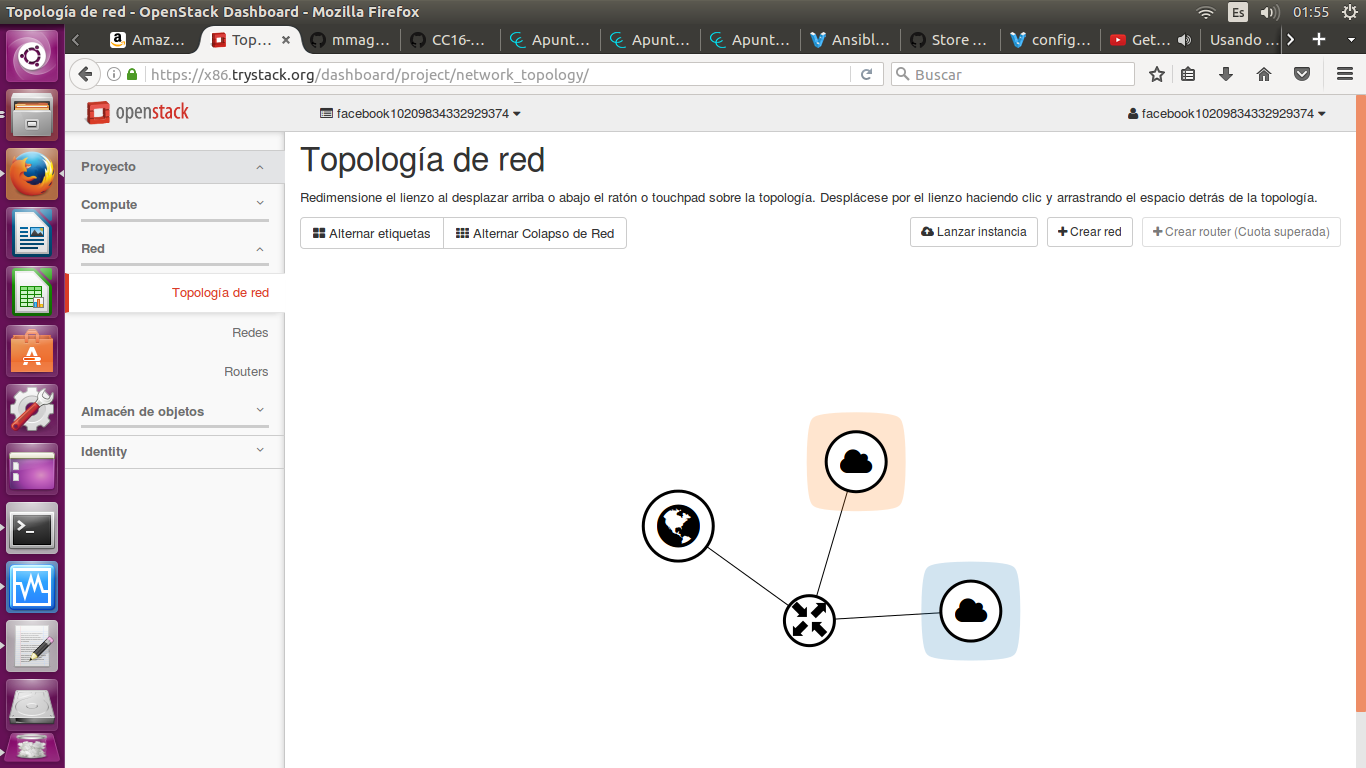 Topología de red - OpenStack Dashboard - Mozilla Firefox
Es
01:55
Amaz…
Top…
mmag…
CC16-…
Apunt…
Apunt…
Apunt…
Ansibl…
Store …
config…
Get…
Usando …
https://x86.trystack.org/dashboard/project/network_topology/
Buscar
openstack
facebook10209834332929374
facebook10209834332929374
Proyecto
Compute
Red
Topología de red
Redes
Routers
Almacén de objetos
Identity
Topología de red
Redimensione el lienzo al desplazar arriba o abajo el ratón o touchpad sobre la topología. Desplácese por el lienzo haciendo clic y arrastrando el espacio detrás de la topología.
Alternar etiquetas
Alternar Colapso de Red
Lanzar instancia
Crear red
Crear router (Cuota superada)